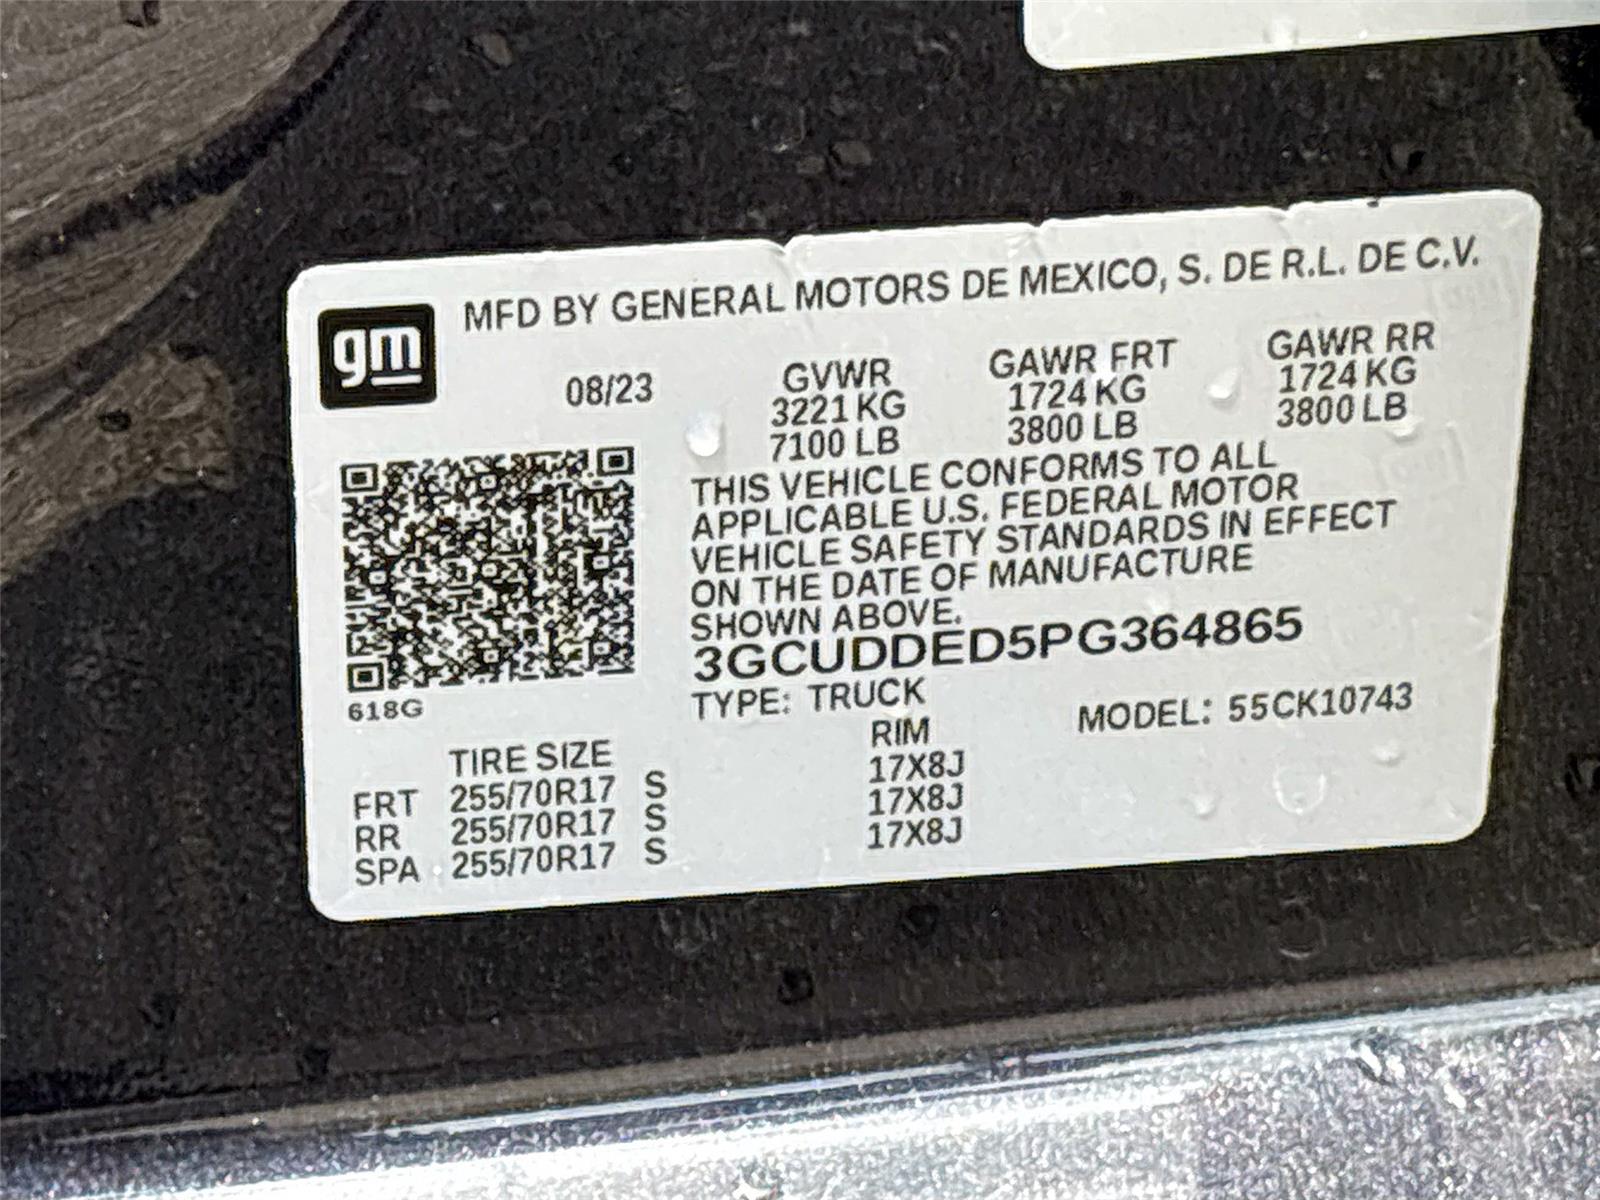 gm
MFD BY GENERAL MOTORS DE MEXICO, S. DE R.L. DE C.V.
08/23 GVWR GAWR FRT GAWR RR
3221 KG 1724 KG 1724 KG
7100 LB 3800 LB 3800 LB
THIS VEHICLE CONFORMS TO ALL
APPLICABLE U.S. FEDERAL MOTOR
VEHICLE SAFETY STANDARDS IN EFFECT
ON THE DATE OF MANUFACTURE
SHOWN ABOVE.
3GCUDDED5PG364865
618G
TYPE: TRUCK MODEL: 55CK10743
TIRE SIZE RIM
FRT 255/70R17 S 17X8J
RR 255/70R17 S 17X8J
SPA 255/70R17 S 17X8J